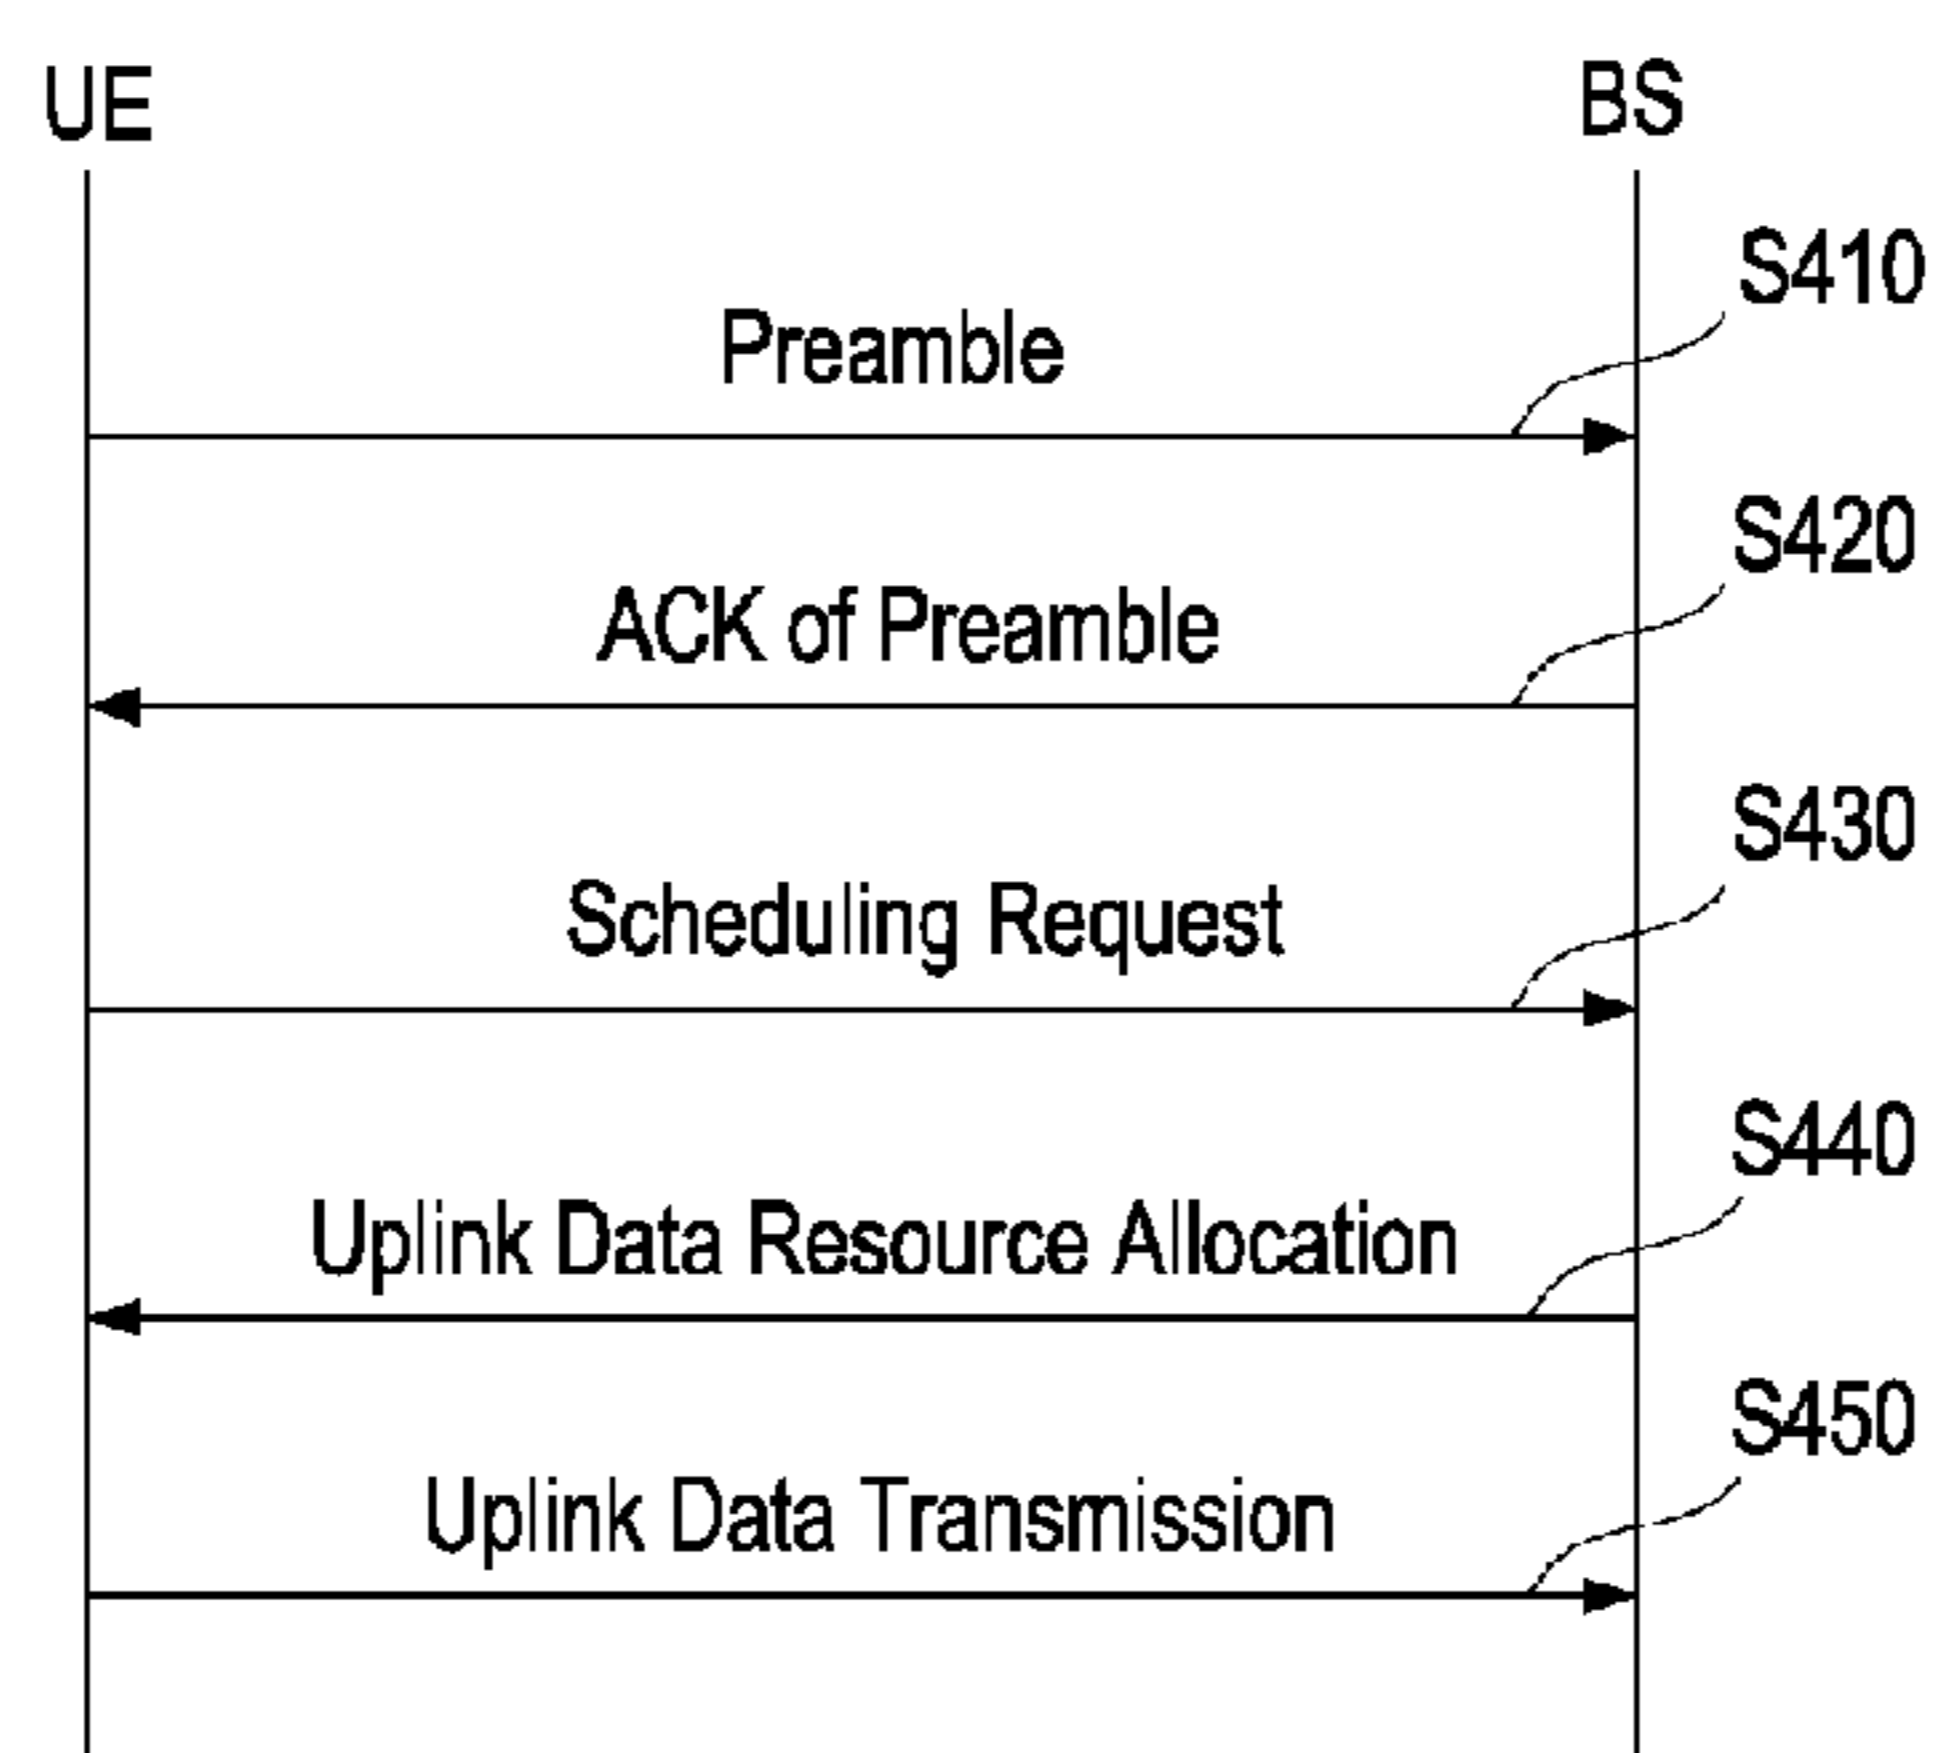 UE
BS
S410
Preamble
S420
ACK of Preamble
S430
Scheduling Request
S440
Uplink Data Resource Allocation
S450
Uplink Data Transmission